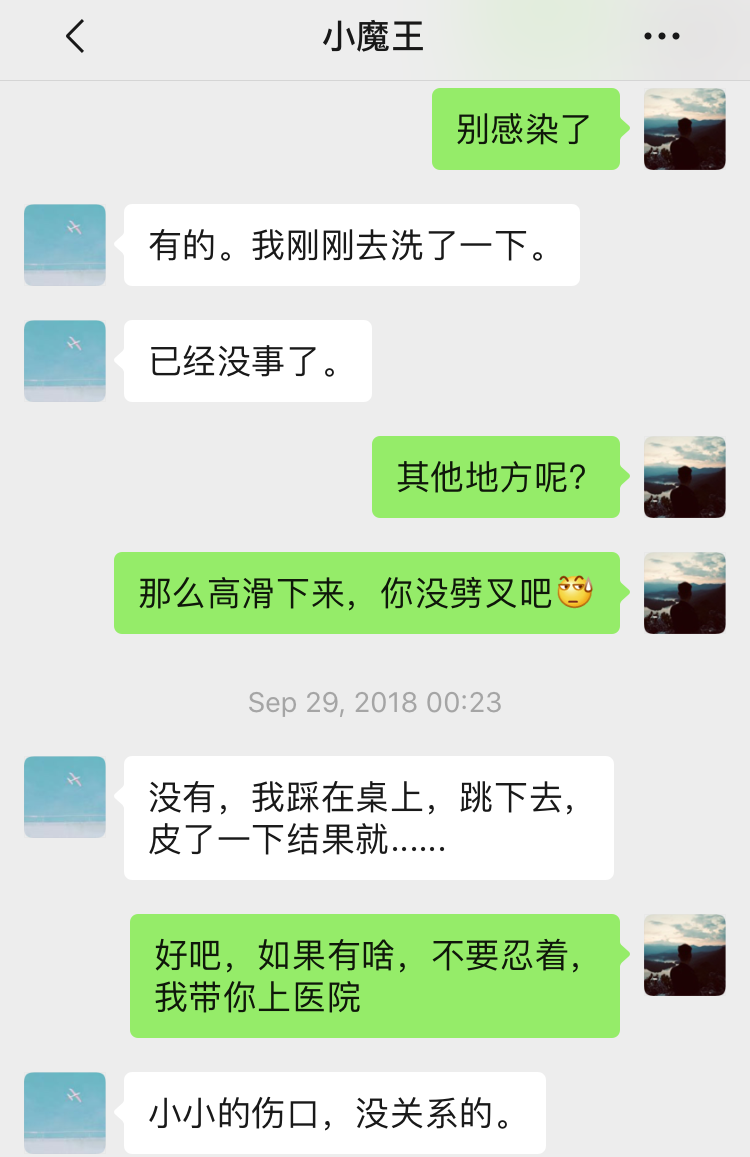 小魔王
别感染了
有的。我刚刚去洗了一下。
已经没事了。
其他地方呢?
那么高滑下来，你没劈叉吧😓
Sep 29, 2018 00:23
没有，我踩在桌上，跳下去，
皮了一下结果就......
好吧，如果有啥，不要忍着，
我带你上医院
小小的伤口，没关系的。